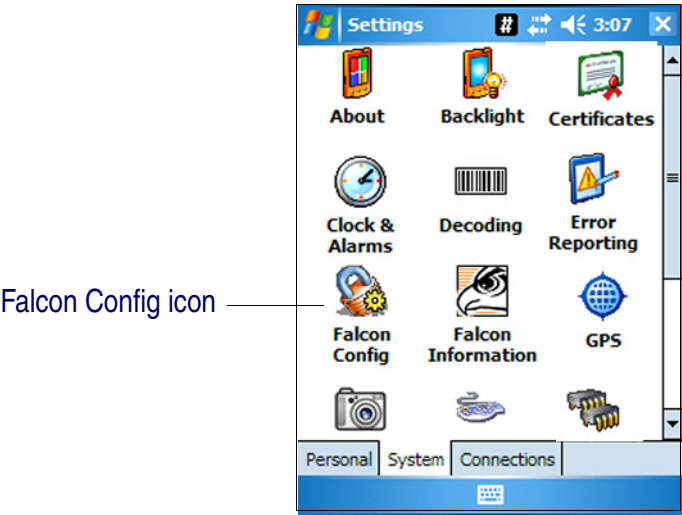 Settings # 3:07
About Backlight Certificates
Clock &
Alarms
Decoding
Error
Reporting
Falcon Config icon
Falcon
Config
Falcon
Information
GPS
Personal System Connections